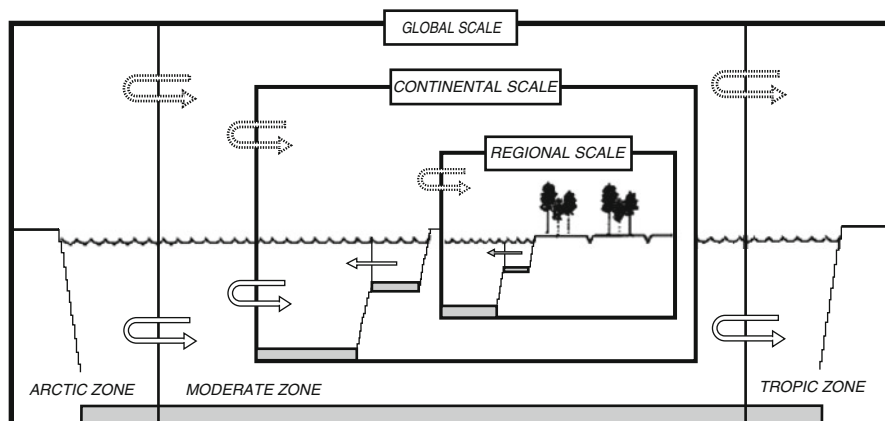 GLOBAL SCALE
CONTINENTAL SCALE
REGIONAL SCALE
ARCTIC ZONE
MODERATE ZONE
TROPIC ZONE